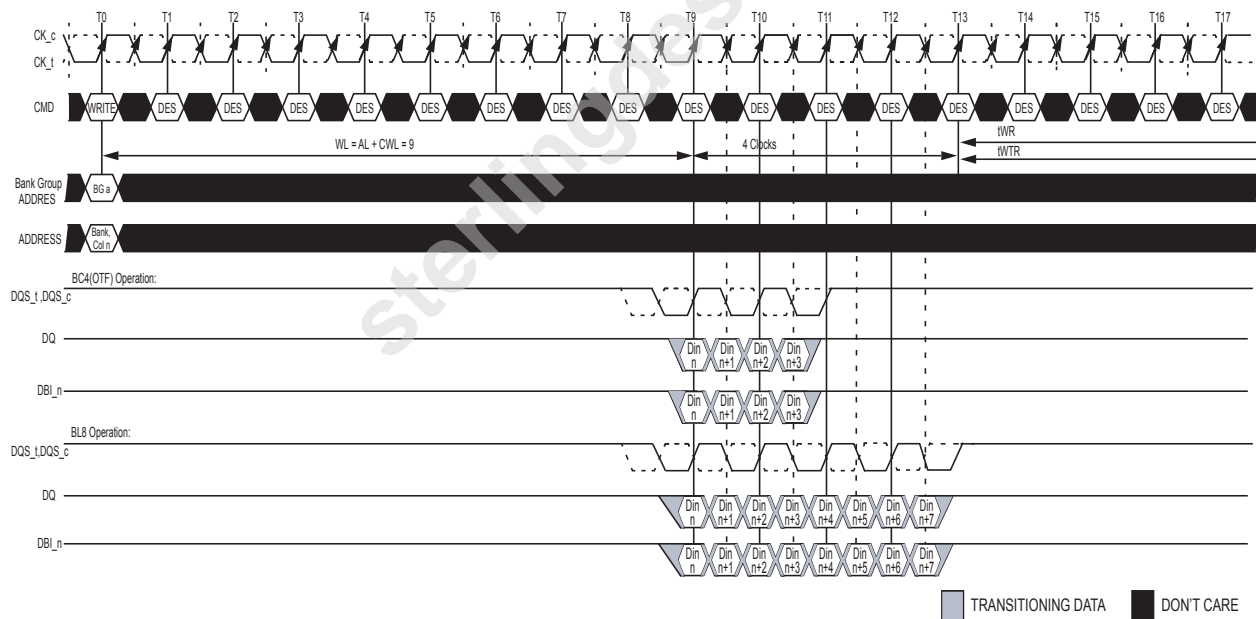 T0 T1 T2 T3 T4 T5 T6 T7 T8 T9 T10 T11 T12 T13 T14 T15 T16 T17
CK_c
CK_t
CMD WRITE DES DES DES DES DES DES DES DES DES DES DES DES DES DES DES DES DES
tWR
WL = AL + CWL = 9 4 Clocks
tWTR
Bank Group
ADDRES
BG a
ADDRESS
Bank,
Col n
BC4(OTF) Operation:
DQS_t ,DQS_c
DQ
Din Din Din Din
n n+1 n+2 n+3
DBI_n
Din Din Din Din
n n+1 n+2 n+3
BL8 Operation:
DQS_t,DQS_c
DQ
Din Din Din Din Din Din Din Din
n n+1 n+2 n+3 n+4 n+5 n+6 n+7
DBI_n
Din Din Din Din Din Din Din Din
n n+1 n+2 n+3 n+4 n+5 n+6 n+7
TRANSITIONING DATA DON'T CARE
sterlingdes